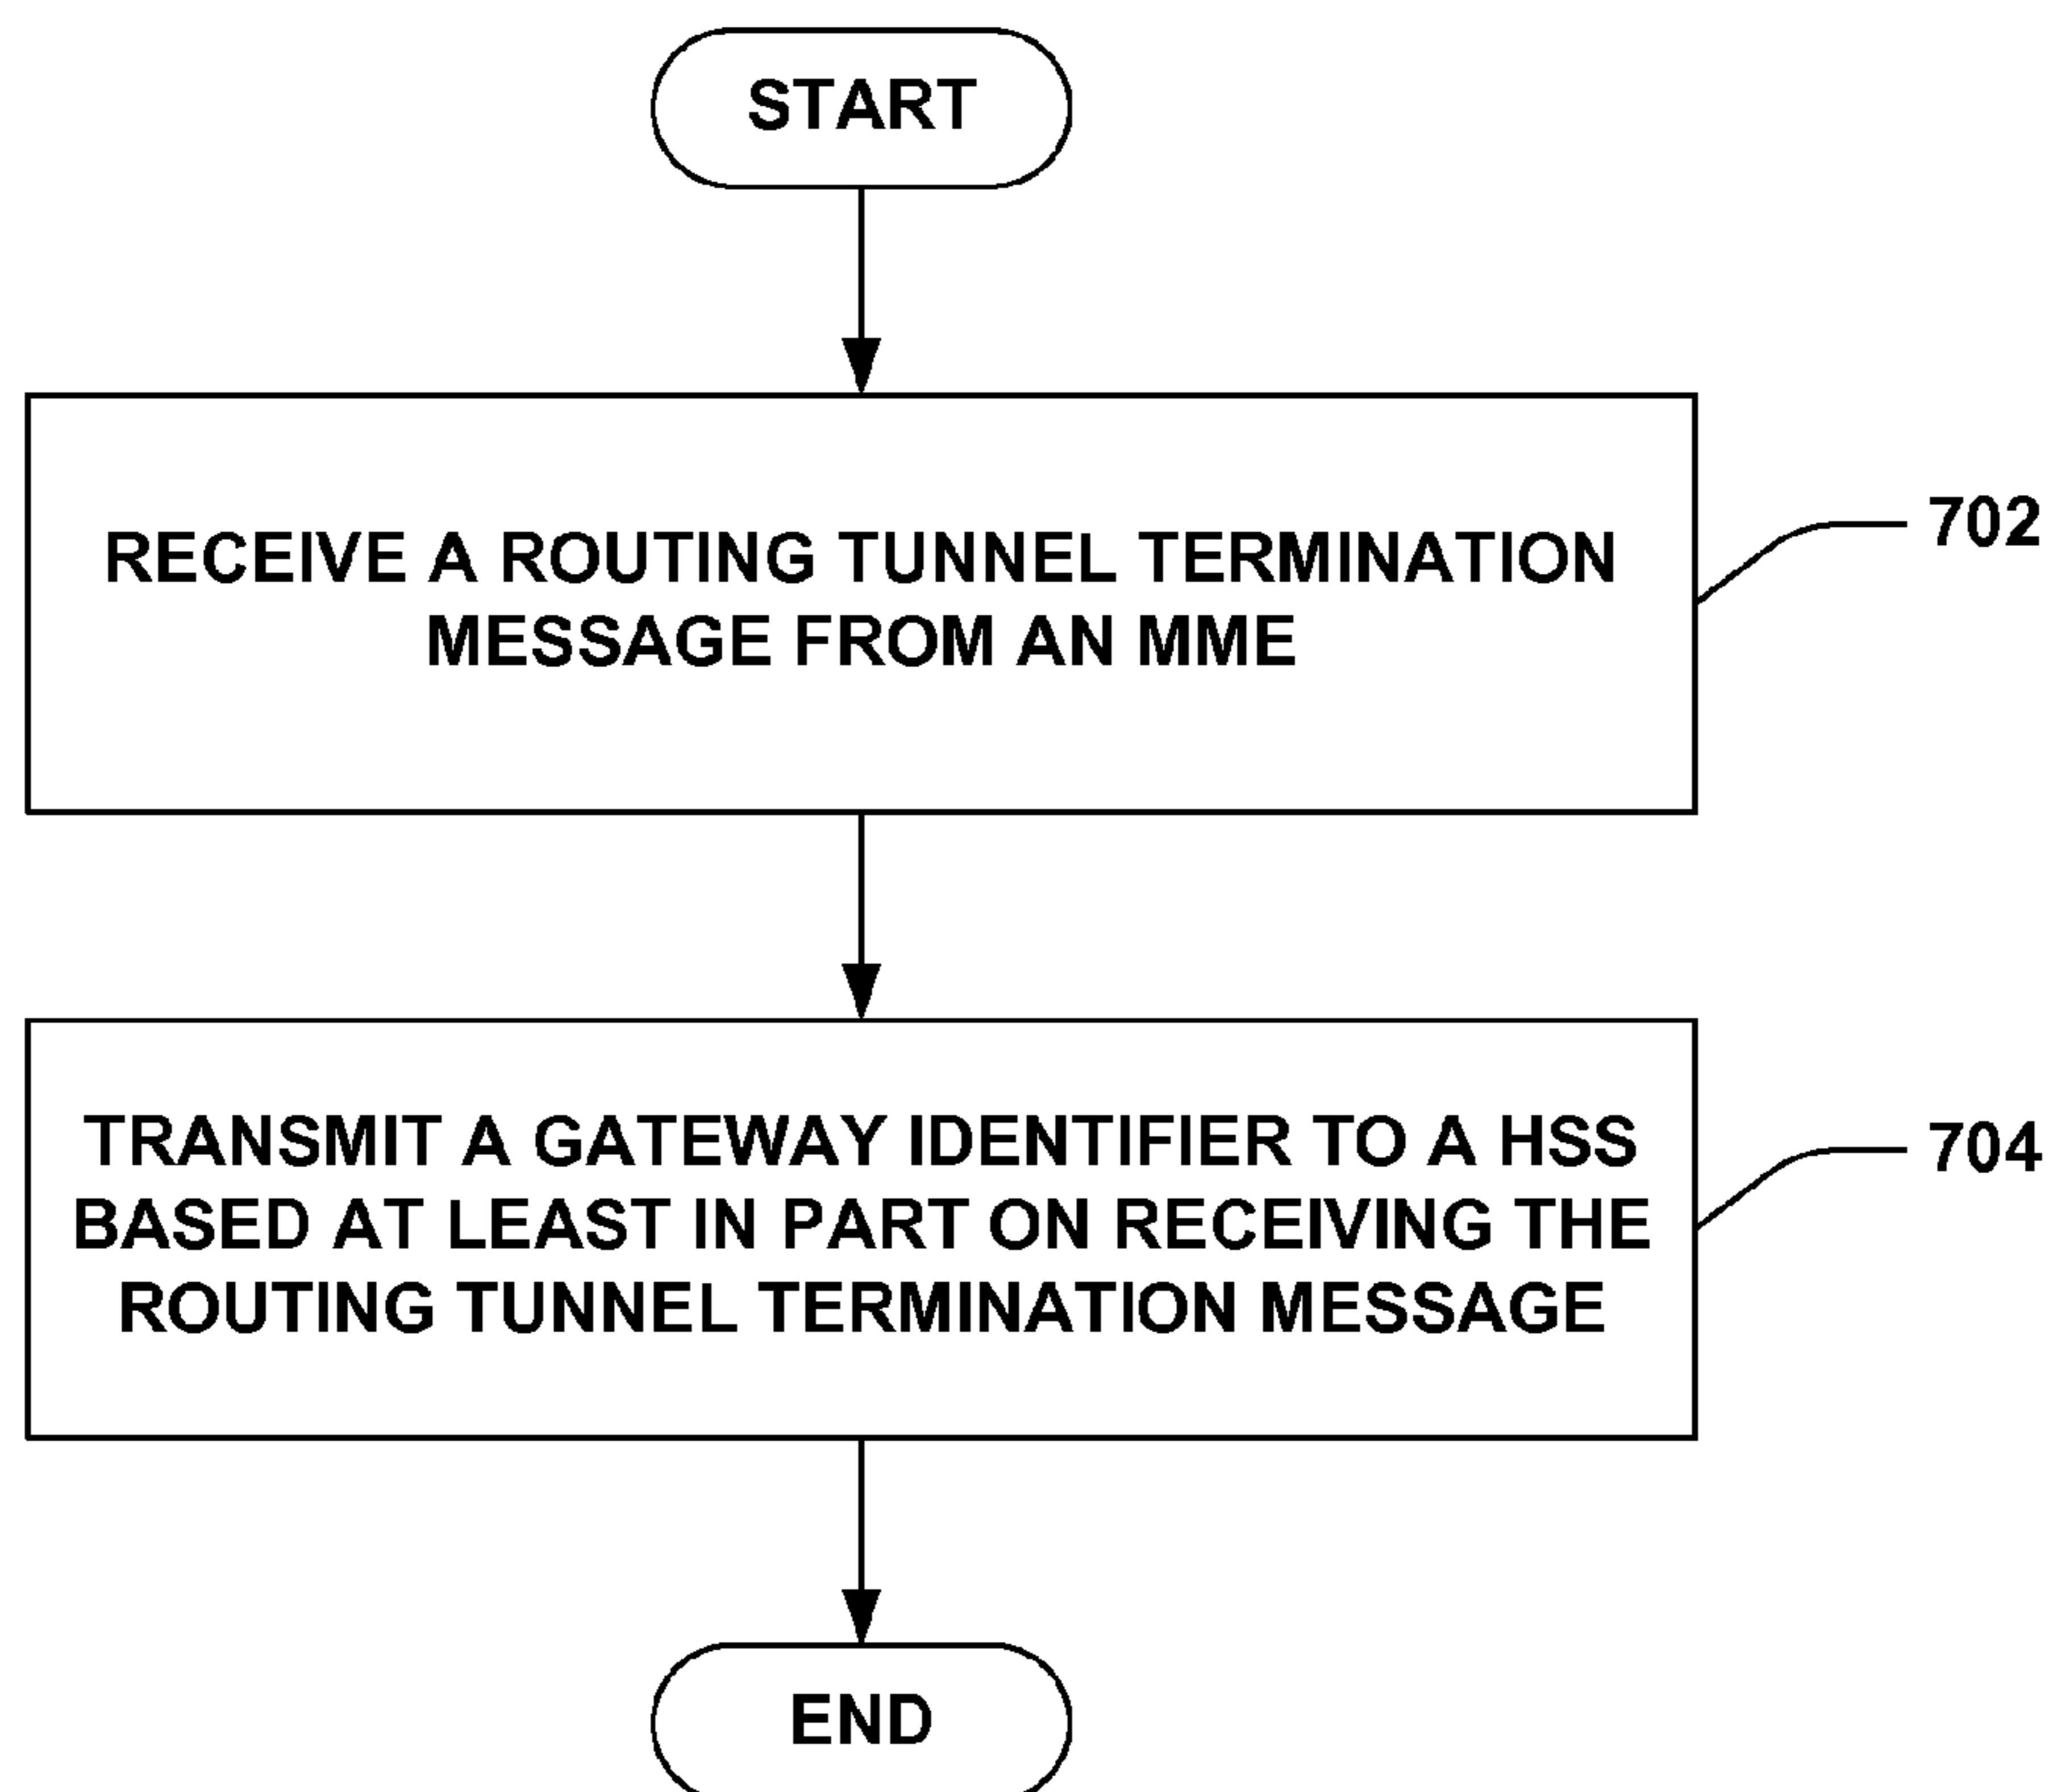 START
RECEIVE A ROUTING TUNNEL TERMINATION
MESSAGE FROM AN MME
702
TRANSMIT A GATEWAY IDENTIFIER TO A HSS
BASED AT LEAST IN PART ON RECEIVING THE
ROUTING TUNNEL TERMINATION MESSAGE
704
END